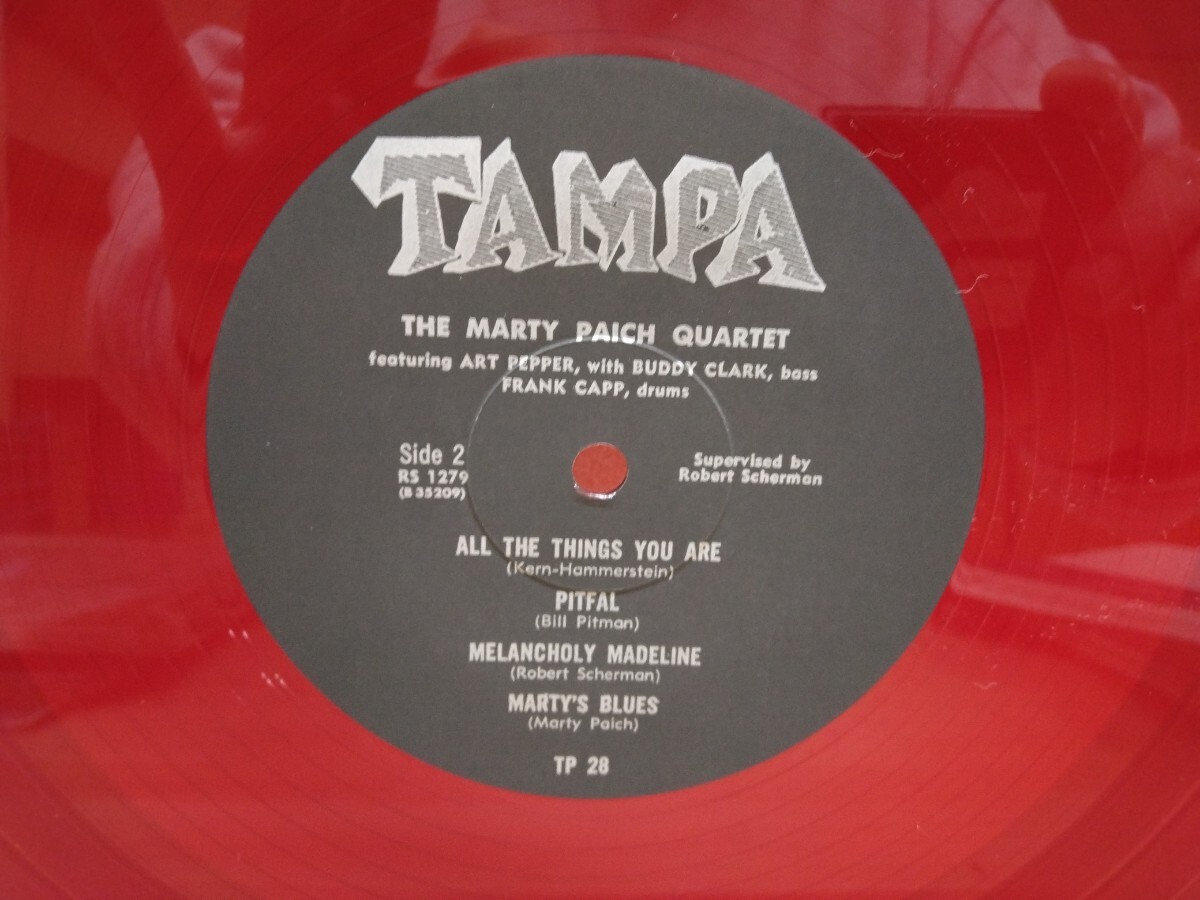 TAMPA
THE MARTY PAICH QUARTET
featuring ART PEPPER, with BUDDY CLARK, bass
FRANK CAPP, drums
Side 2
RS 1279
(B 35209)
Supervised by
Robert Scherman
ALL THE THINGS YOU ARE
(Kern-Hammerstein)
PITFAL
(Bill Pitman)
MELANCHOLY MADELINE
(Robert Scherman)
MARTY'S BLUES
(Marty Paich)
TP 28